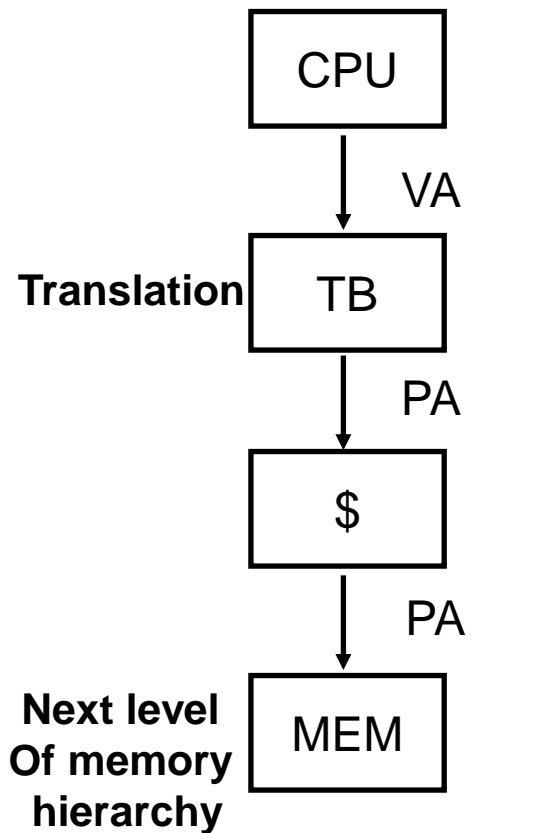 CPU
VA
Translation
TB
PA
$
PA
Next level
Of memory
hierarchy
MEM